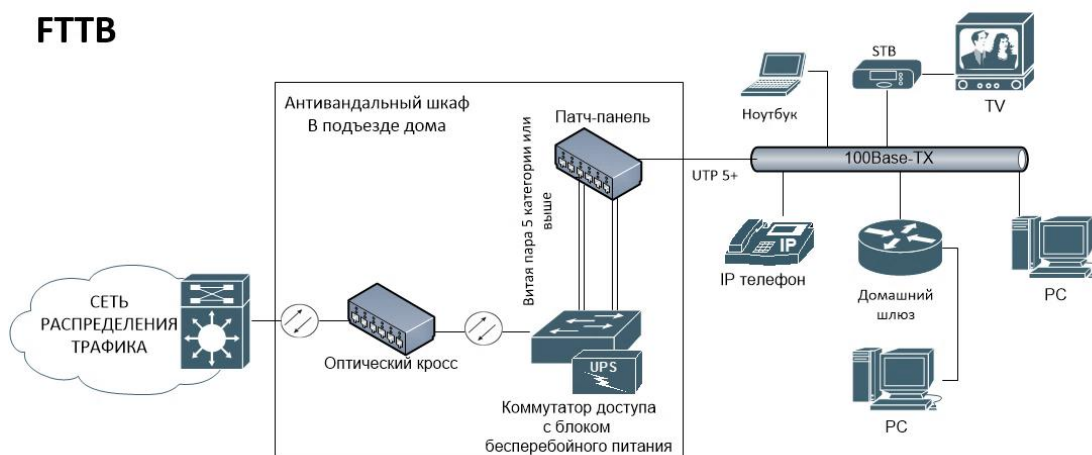 FTTB
Антивандальный шкаф
В подъезде дома
Патч-панель
Витая пара 5 категории или
выше
СЕТЬ
РАСПРЕДЕЛЕНИЯ
ТРАФИКА
Оптический кросс
UPS
Коммутатор доступа
с блоком
бесперебойного питания
UTP 5+
100Base-TX
Ноутбук
STB
TV
IP
IP телефон
Домашний
шлюз
PC
PC